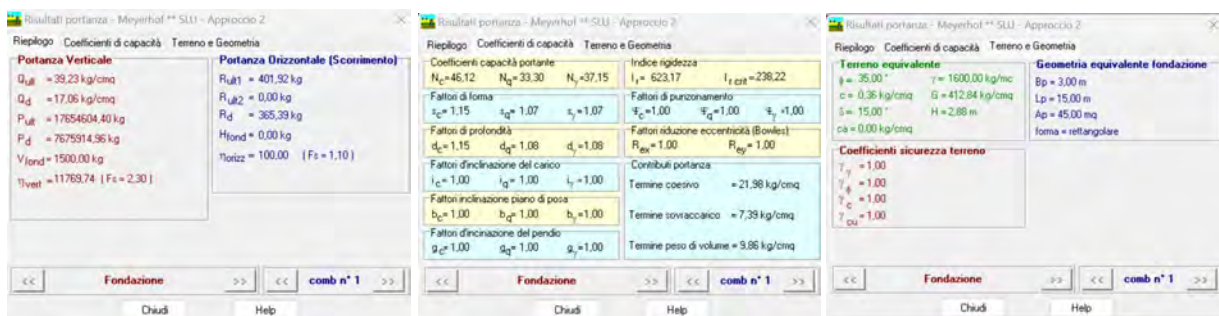 Risultati portanza - Meyerhof ** SLU - Approccio 2
Riepilogo Coefficienti di capacità Terreno e Geometria
Portanza Verticale
Qult = 39,23 kg/cmq
Qd = 17,06 kg/cmq
Pult = 17654604,40 kg
Pd = 7675914,96 kg
Vfond = 1500,00 kg
ηvert = 11769,74 ( Fs = 2,30 )
Portanza Orizzontale (Scorrimento)
Rult1 = 401,92 kg
Rult2 = 0,00 kg
Rd = 365,39 kg
Hfond = 0,00 kg
ηorizz = 100,00 ( Fs = 1,10 )
<< Fondazione >> << comb n° 1 >>
Chiudi Help
Risultati portanza - Meyerhof ** SLU - Approccio 2
Riepilogo Coefficienti di capacità Terreno e Geometria
Coefficienti capacità portante
Nc=46,12 Nq=33,30 Nγ=37,15
Fattori di forma
sc=1,15 sq=1,07 sγ=1,07
Fattori di profondità
dc=1,15 dq=1,08 dγ=1,08
Fattori d'inclinazione del carico
ic=1,00 iq=1,00 iγ=1,00
Fattori inclinazione piano di posa
bc=1,00 bq=1,00 bγ=1,00
Fattori d'incinazione del pendio
gc=1,00 gq=1,00 gγ=1,00
Indice rigidezza
Ir= 623,17 Ir crit=238,22
Fattori di punzonamento
Ψc=1,00 Ψq=1,00 Ψγ=1,00
Fattori riduzione eccentricità (Bowles)
Rex=1.00 Rey=1.00
Contributi portanza
Termine coesivo = 21,98 kg/cmq
Termine sovraccarico = 7,39 kg/cmq
Termine peso di volume = 9,86 kg/cmq
<< Fondazione >> << comb n° 1 >>
Chiudi Help
Risultati portanza - Meyerhof ** SLU - Approccio 2
Riepilogo Coefficienti di capacità Terreno e Geometria
Terreno equivalente
ϕ = 35,00° γ = 1600,00 kg/mc
c = 0,36 kg/cmq G = 412,84 kg/cmq
δ = 15,00° H = 2,88 m
ca = 0,00 kg/cmq
Coefficienti sicurezza terreno
γγ = 1,00
γϕ = 1,00
γc = 1,00
γcu = 1,00
Geometria equivalente fondazione
Bp = 3,00 m
Lp = 15,00 m
Ap = 45,00 mq
forma = rettangolare
<< Fondazione >> << comb n° 1 >>
Chiudi Help